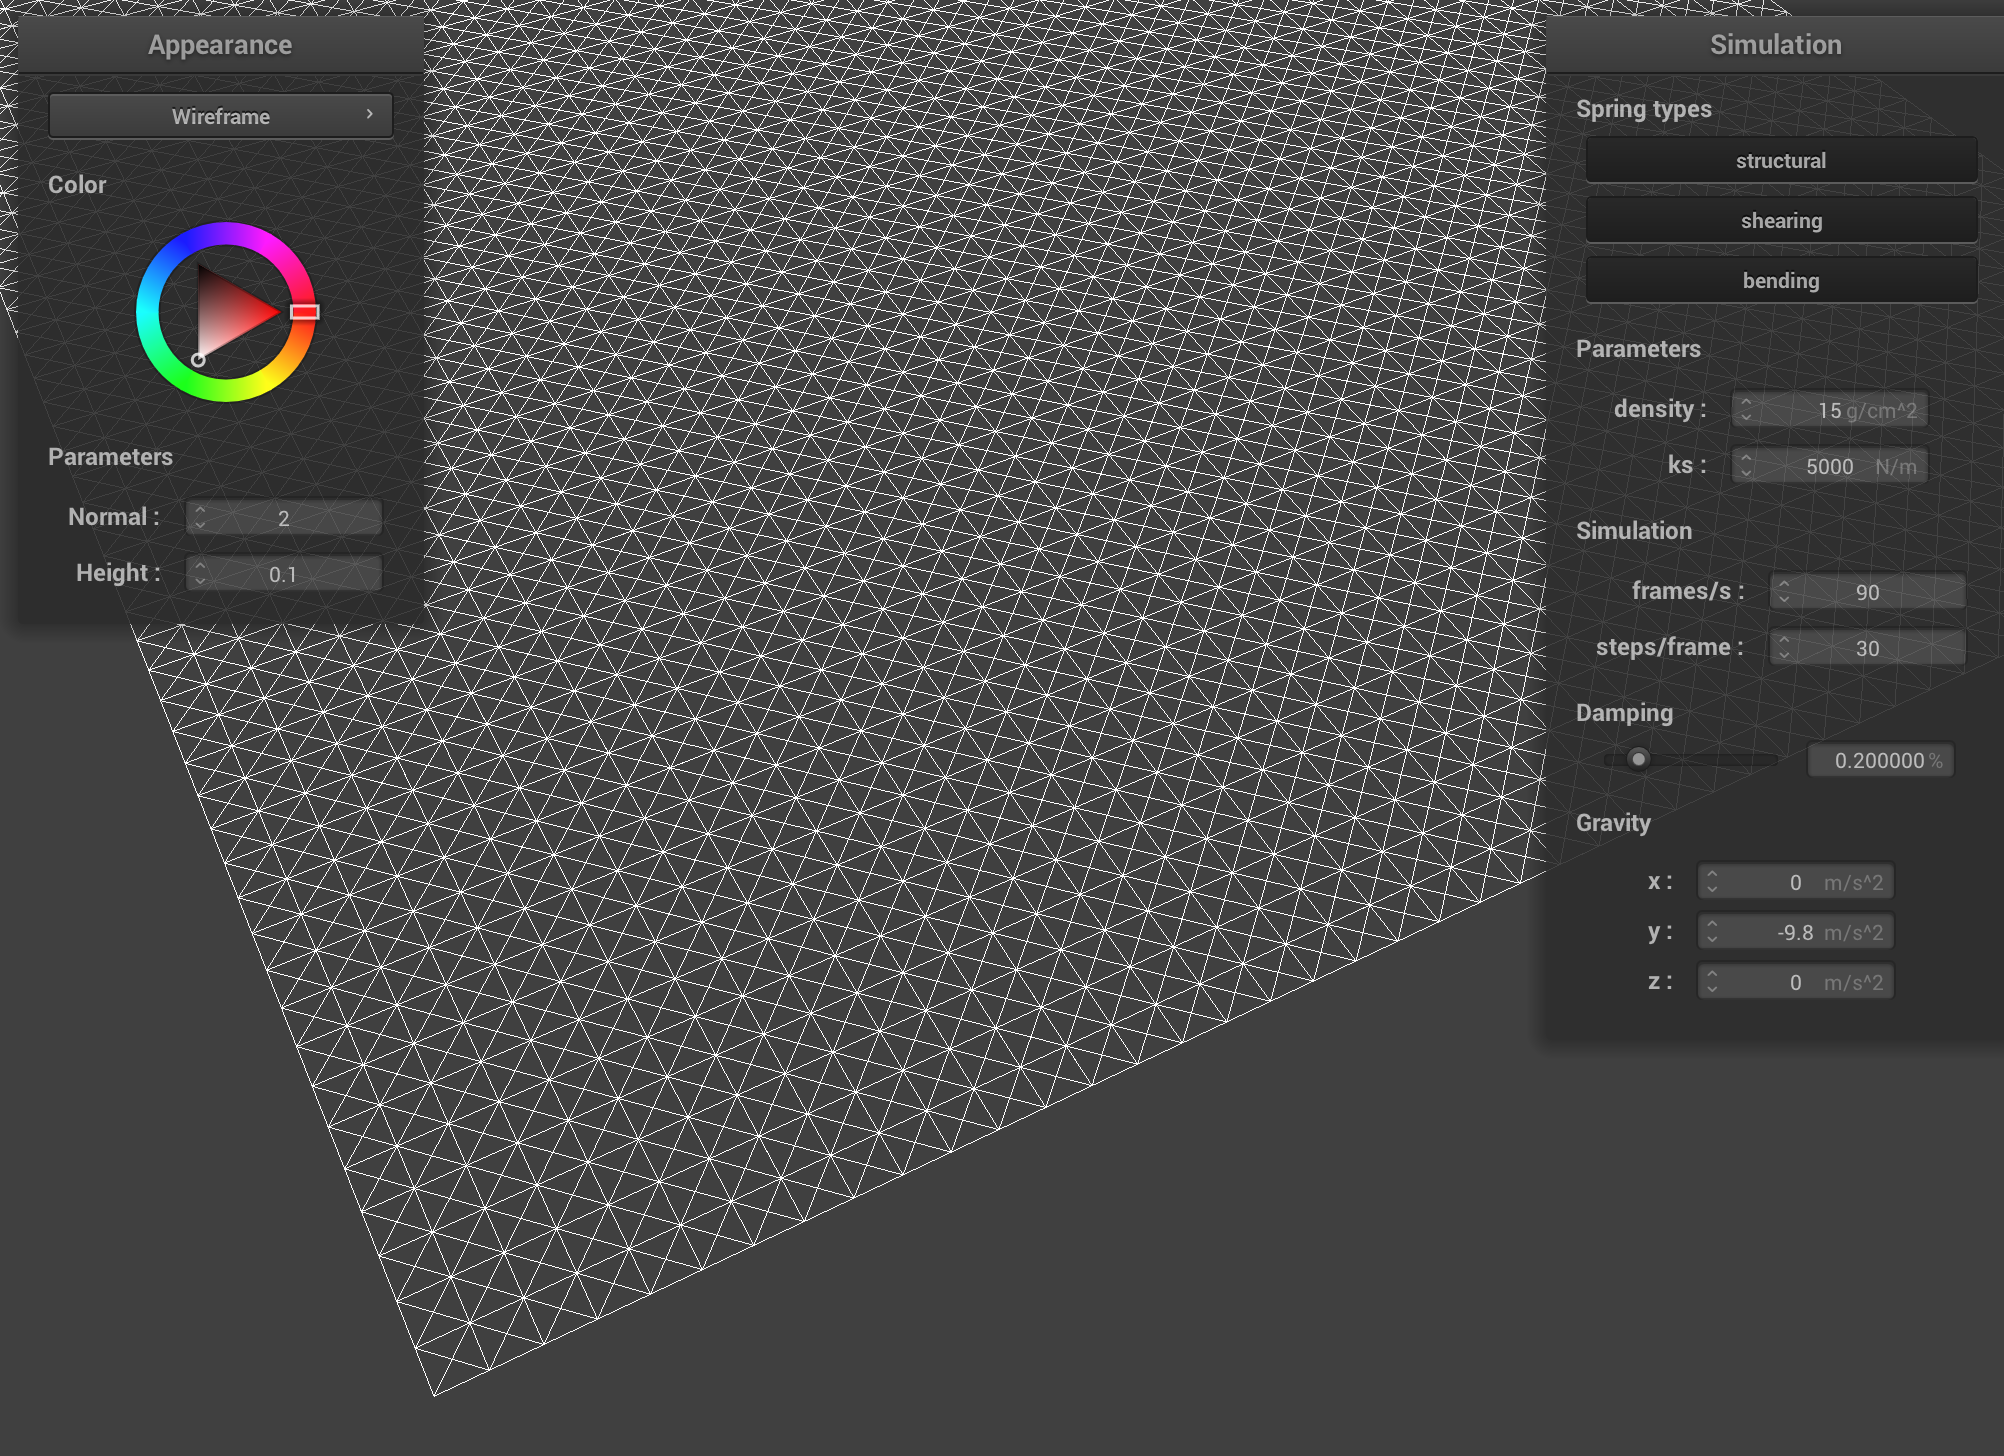 Appearance
Wireframe
Color
Parameters
Normal : 2
Height : 0.1
Simulation
Spring types
structural
shearing
bending
Parameters
density : 15 g/cm^2
ks : 5000 N/m
Simulation
frames/s : 90
steps/frame : 30
Damping
0.200000 %
Gravity
x : 0 m/s^2
y : -9.8 m/s^2
z : 0 m/s^2